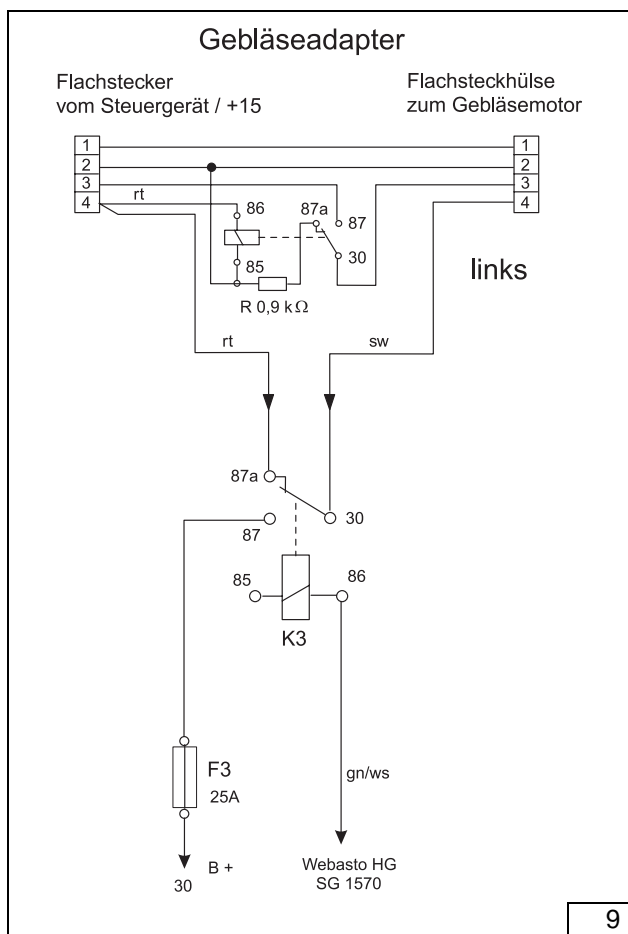 Gebläseadapter
Flachstecker
vom Steuergerät / +15
Flachsteckhülse
zum Gebläsemotor
1
2
3
4
1
2
3
4
rt
86
87a
87
85
30
R 0,9 kΩ
links
rt
sw
87a
87
30
85
86
K3
F3
25A
gn/ws
B +
30
Webasto HG
SG 1570
9